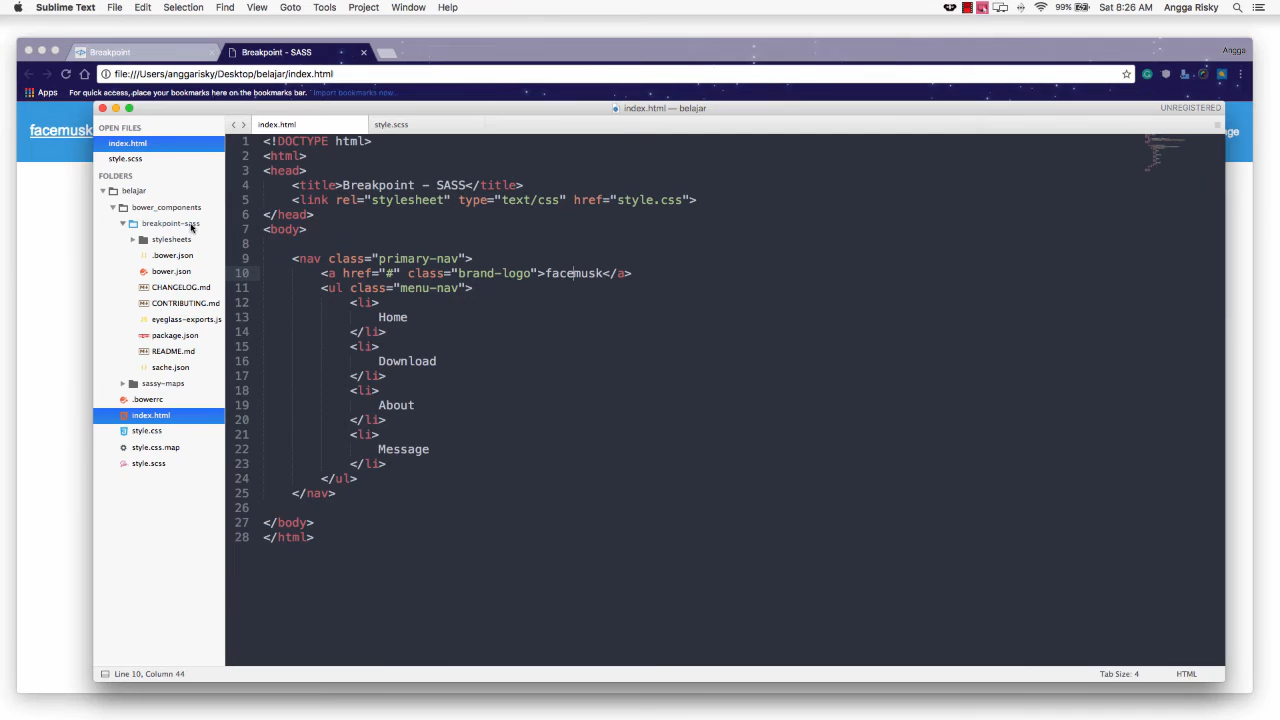 Sublime Text File Edit Selection Find View Goto Tools Project Window Help 99% Sat 8:26 AM Angga Risky
Breakpoint Breakpoint - SASS Angga
file:///Users/anggarisky/Desktop/belajar/index.html
Apps For quick access, place your bookmarks here on the bookmarks bar. Import bookmarks now...
index.html — belajar UNREGISTERED
facemusk
OPEN FILES
index.html
style.scss
FOLDERS
belajar
bower_components
breakpoint-sass
stylesheets
.bower.json
bower.json
CHANGELOG.md
CONTRIBUTING.md
eyeglass-exports.js
package.json
README.md
sache.json
sassy-maps
.bowerrc
index.html
style.css
style.css.map
style.scss
index.html style.scss
1 <!DOCTYPE html>
2 <html>
3 <head>
4 <title>Breakpoint - SASS</title>
5 <link rel="stylesheet" type="text/css" href="style.css">
6 </head>
7 <body>
8
9 <nav class="primary-nav">
10 <a href="#" class="brand-logo">facemusk</a>
11 <ul class="menu-nav">
12 <li>
13 Home
14 </li>
15 <li>
16 Download
17 </li>
18 <li>
19 About
20 </li>
21 <li>
22 Message
23 </li>
24 </ul>
25 </nav>
26
27 </body>
28 </html>
Line 10, Column 44 Tab Size: 4 HTML